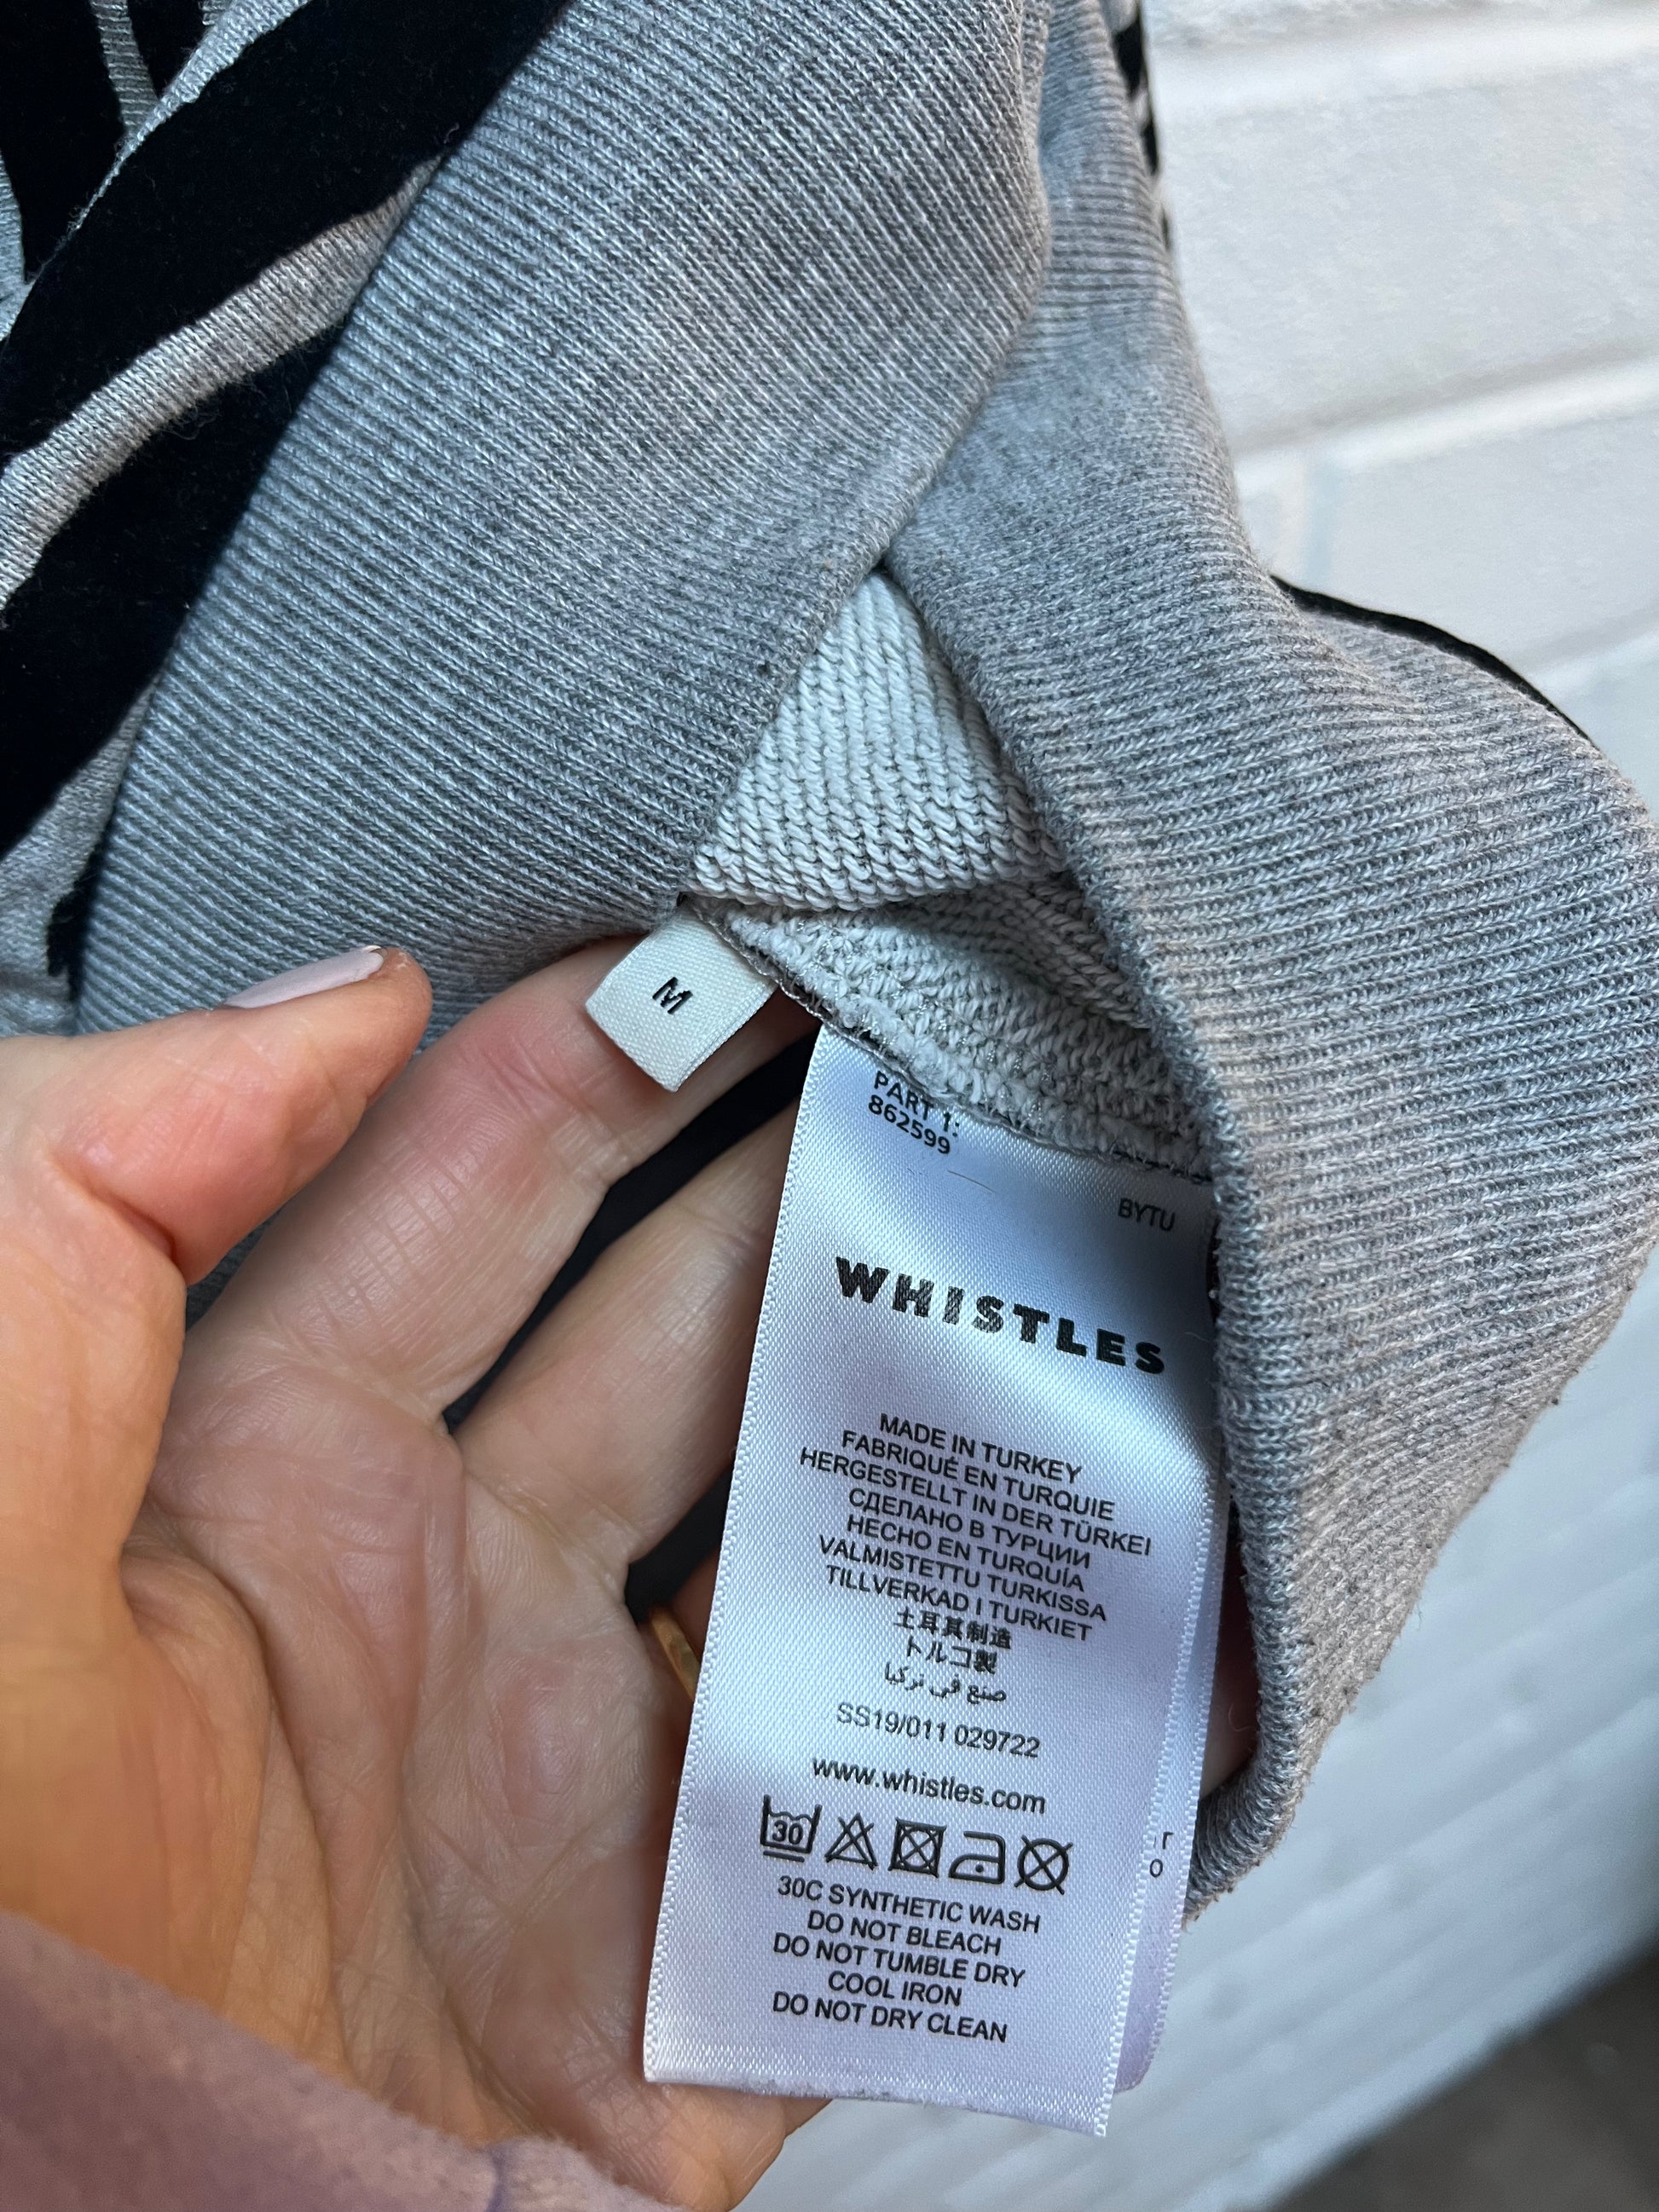 M
PART 1:
862599
BYTU
WHISTLES
MADE IN TURKEY
FABRIQUÉ EN TURQUIE
HERGESTELLT IN DER TÜRKEI
СДЕЛАНО В ТУРЦИИ
HECHO EN TURQUÍA
VALMISTETTU TURKISSA
TILLVERKAD I TURKIET
土耳其制造
トルコ製
صنع في تركيا
SS19/011 029722
www.whistles.com
30
30C SYNTHETIC WASH
DO NOT BLEACH
DO NOT TUMBLE DRY
COOL IRON
DO NOT DRY CLEAN